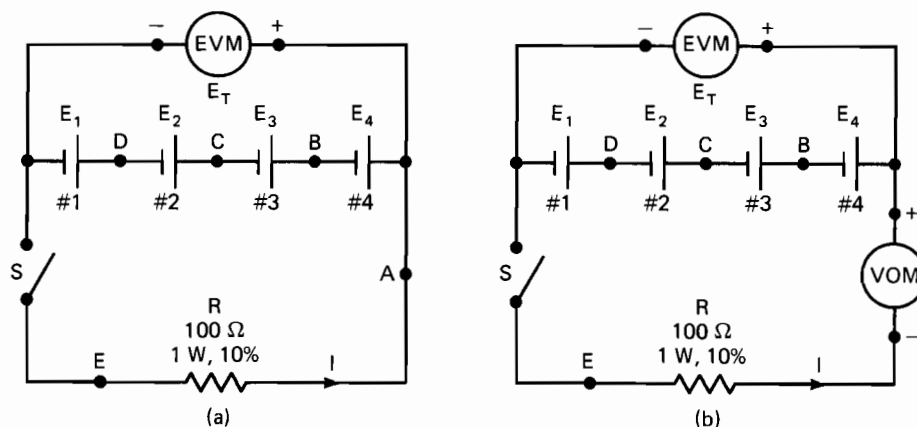 − EVM +
E_T
E_1 E_2 E_3 E_4
D C B
#1 #2 #3 #4
S
A
R
100 Ω
1 W, 10%
E I
(a)
− EVM +
E_T
E_1 E_2 E_3 E_4
D C B
#1 #2 #3 #4
+
S
VOM
−
R
100 Ω
1 W, 10%
E I
(b)